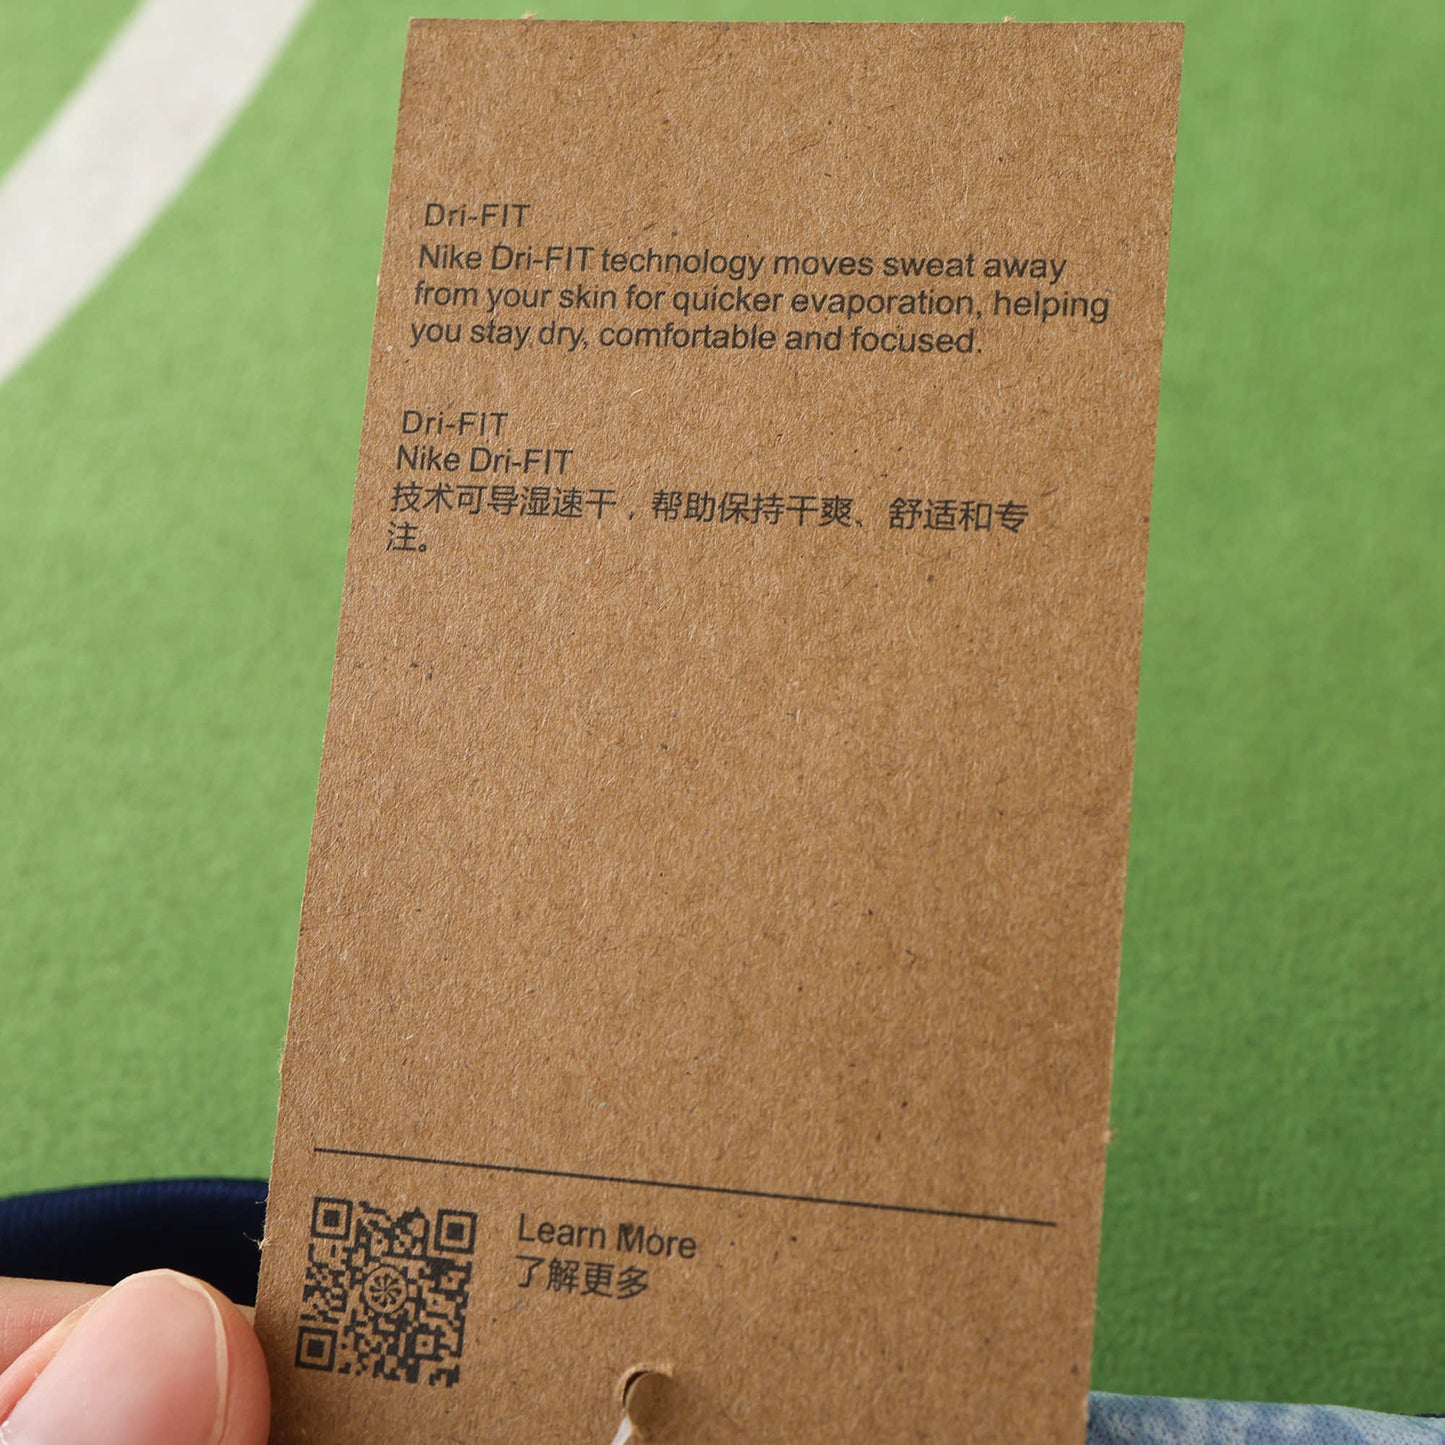 Dri-FIT
Nike Dri-FIT technology moves sweat away
from your skin for quicker evaporation, helping
you stay dry, comfortable and focused.
Dri-FIT
Nike Dri-FIT
技术可导湿速干，帮助保持干爽、舒适和专
注。
Learn More
了解更多